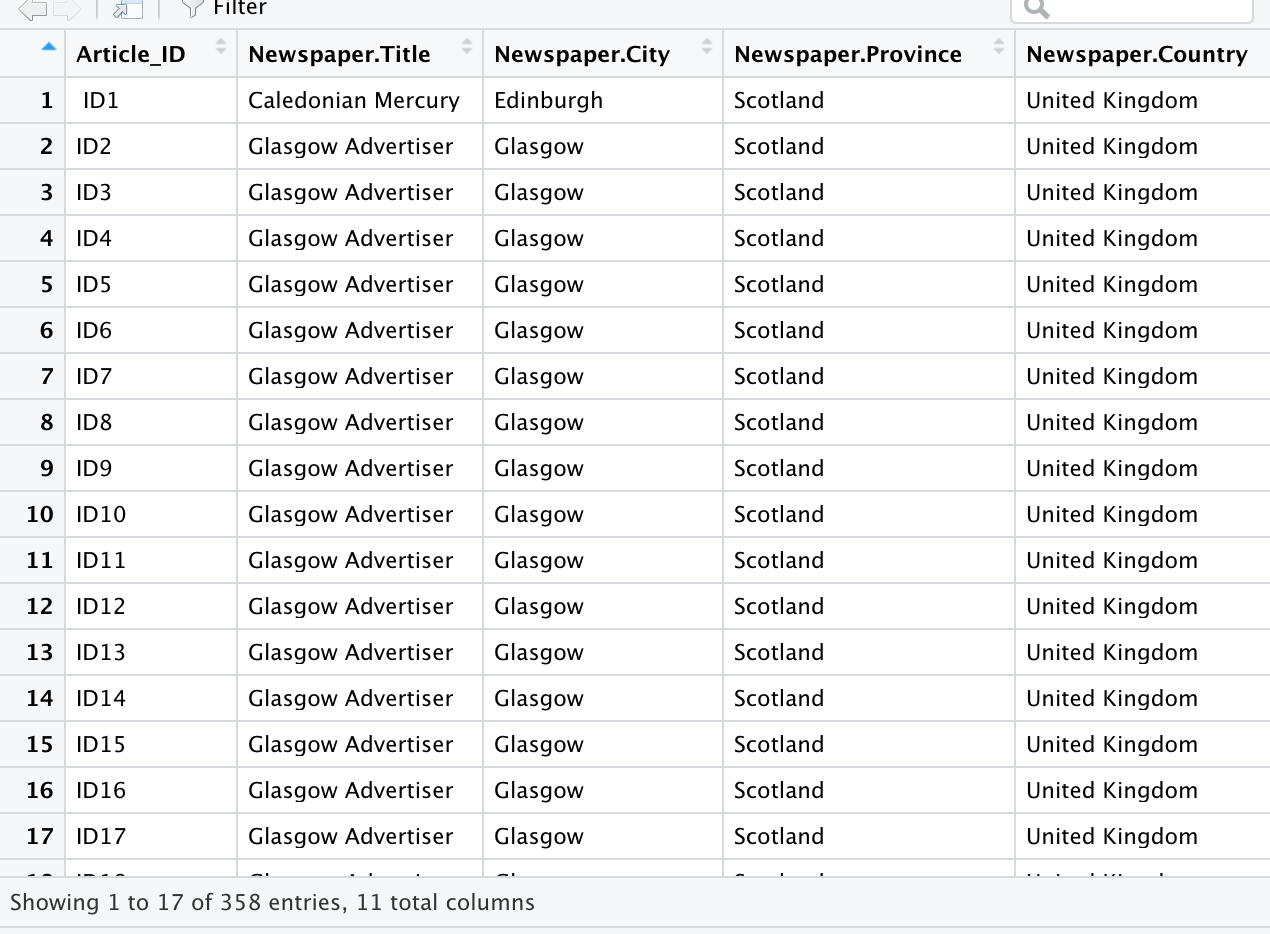 Filter
Article_ID Newspaper.Title Newspaper.City Newspaper.Province Newspaper.Country
1 ID1 Caledonian Mercury Edinburgh Scotland United Kingdom
2 ID2 Glasgow Advertiser Glasgow Scotland United Kingdom
3 ID3 Glasgow Advertiser Glasgow Scotland United Kingdom
4 ID4 Glasgow Advertiser Glasgow Scotland United Kingdom
5 ID5 Glasgow Advertiser Glasgow Scotland United Kingdom
6 ID6 Glasgow Advertiser Glasgow Scotland United Kingdom
7 ID7 Glasgow Advertiser Glasgow Scotland United Kingdom
8 ID8 Glasgow Advertiser Glasgow Scotland United Kingdom
9 ID9 Glasgow Advertiser Glasgow Scotland United Kingdom
10 ID10 Glasgow Advertiser Glasgow Scotland United Kingdom
11 ID11 Glasgow Advertiser Glasgow Scotland United Kingdom
12 ID12 Glasgow Advertiser Glasgow Scotland United Kingdom
13 ID13 Glasgow Advertiser Glasgow Scotland United Kingdom
14 ID14 Glasgow Advertiser Glasgow Scotland United Kingdom
15 ID15 Glasgow Advertiser Glasgow Scotland United Kingdom
16 ID16 Glasgow Advertiser Glasgow Scotland United Kingdom
17 ID17 Glasgow Advertiser Glasgow Scotland United Kingdom
Showing 1 to 17 of 358 entries, 11 total columns